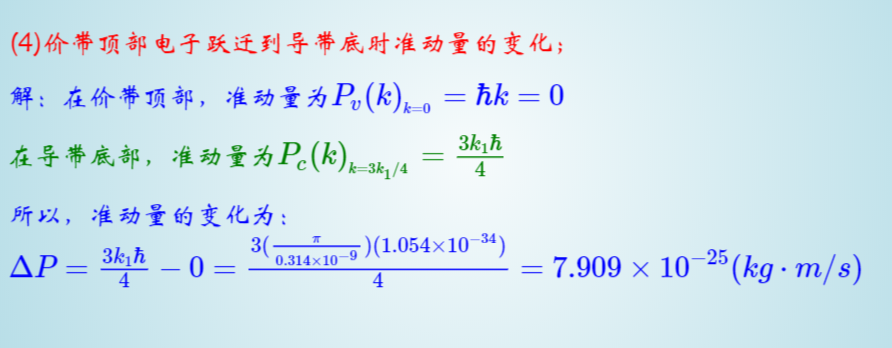 (4)价带顶部电子跃迁到导带底时准动量的变化;
解: 在价带顶部, 准动量为$P_v(k)_{k=0} = \hbar k = 0$
在导带底部, 准动量为$P_c(k)_{k=3k_1/4} = \frac{3k_1\hbar}{4}$
所以, 准动量的变化为:
$\Delta P = \frac{3k_1\hbar}{4} - 0 = \frac{3(\frac{\pi}{0.314\times10^{-9}})(1.054\times10^{-34})}{4} = 7.909 \times 10^{-25}(kg \cdot m/s)$